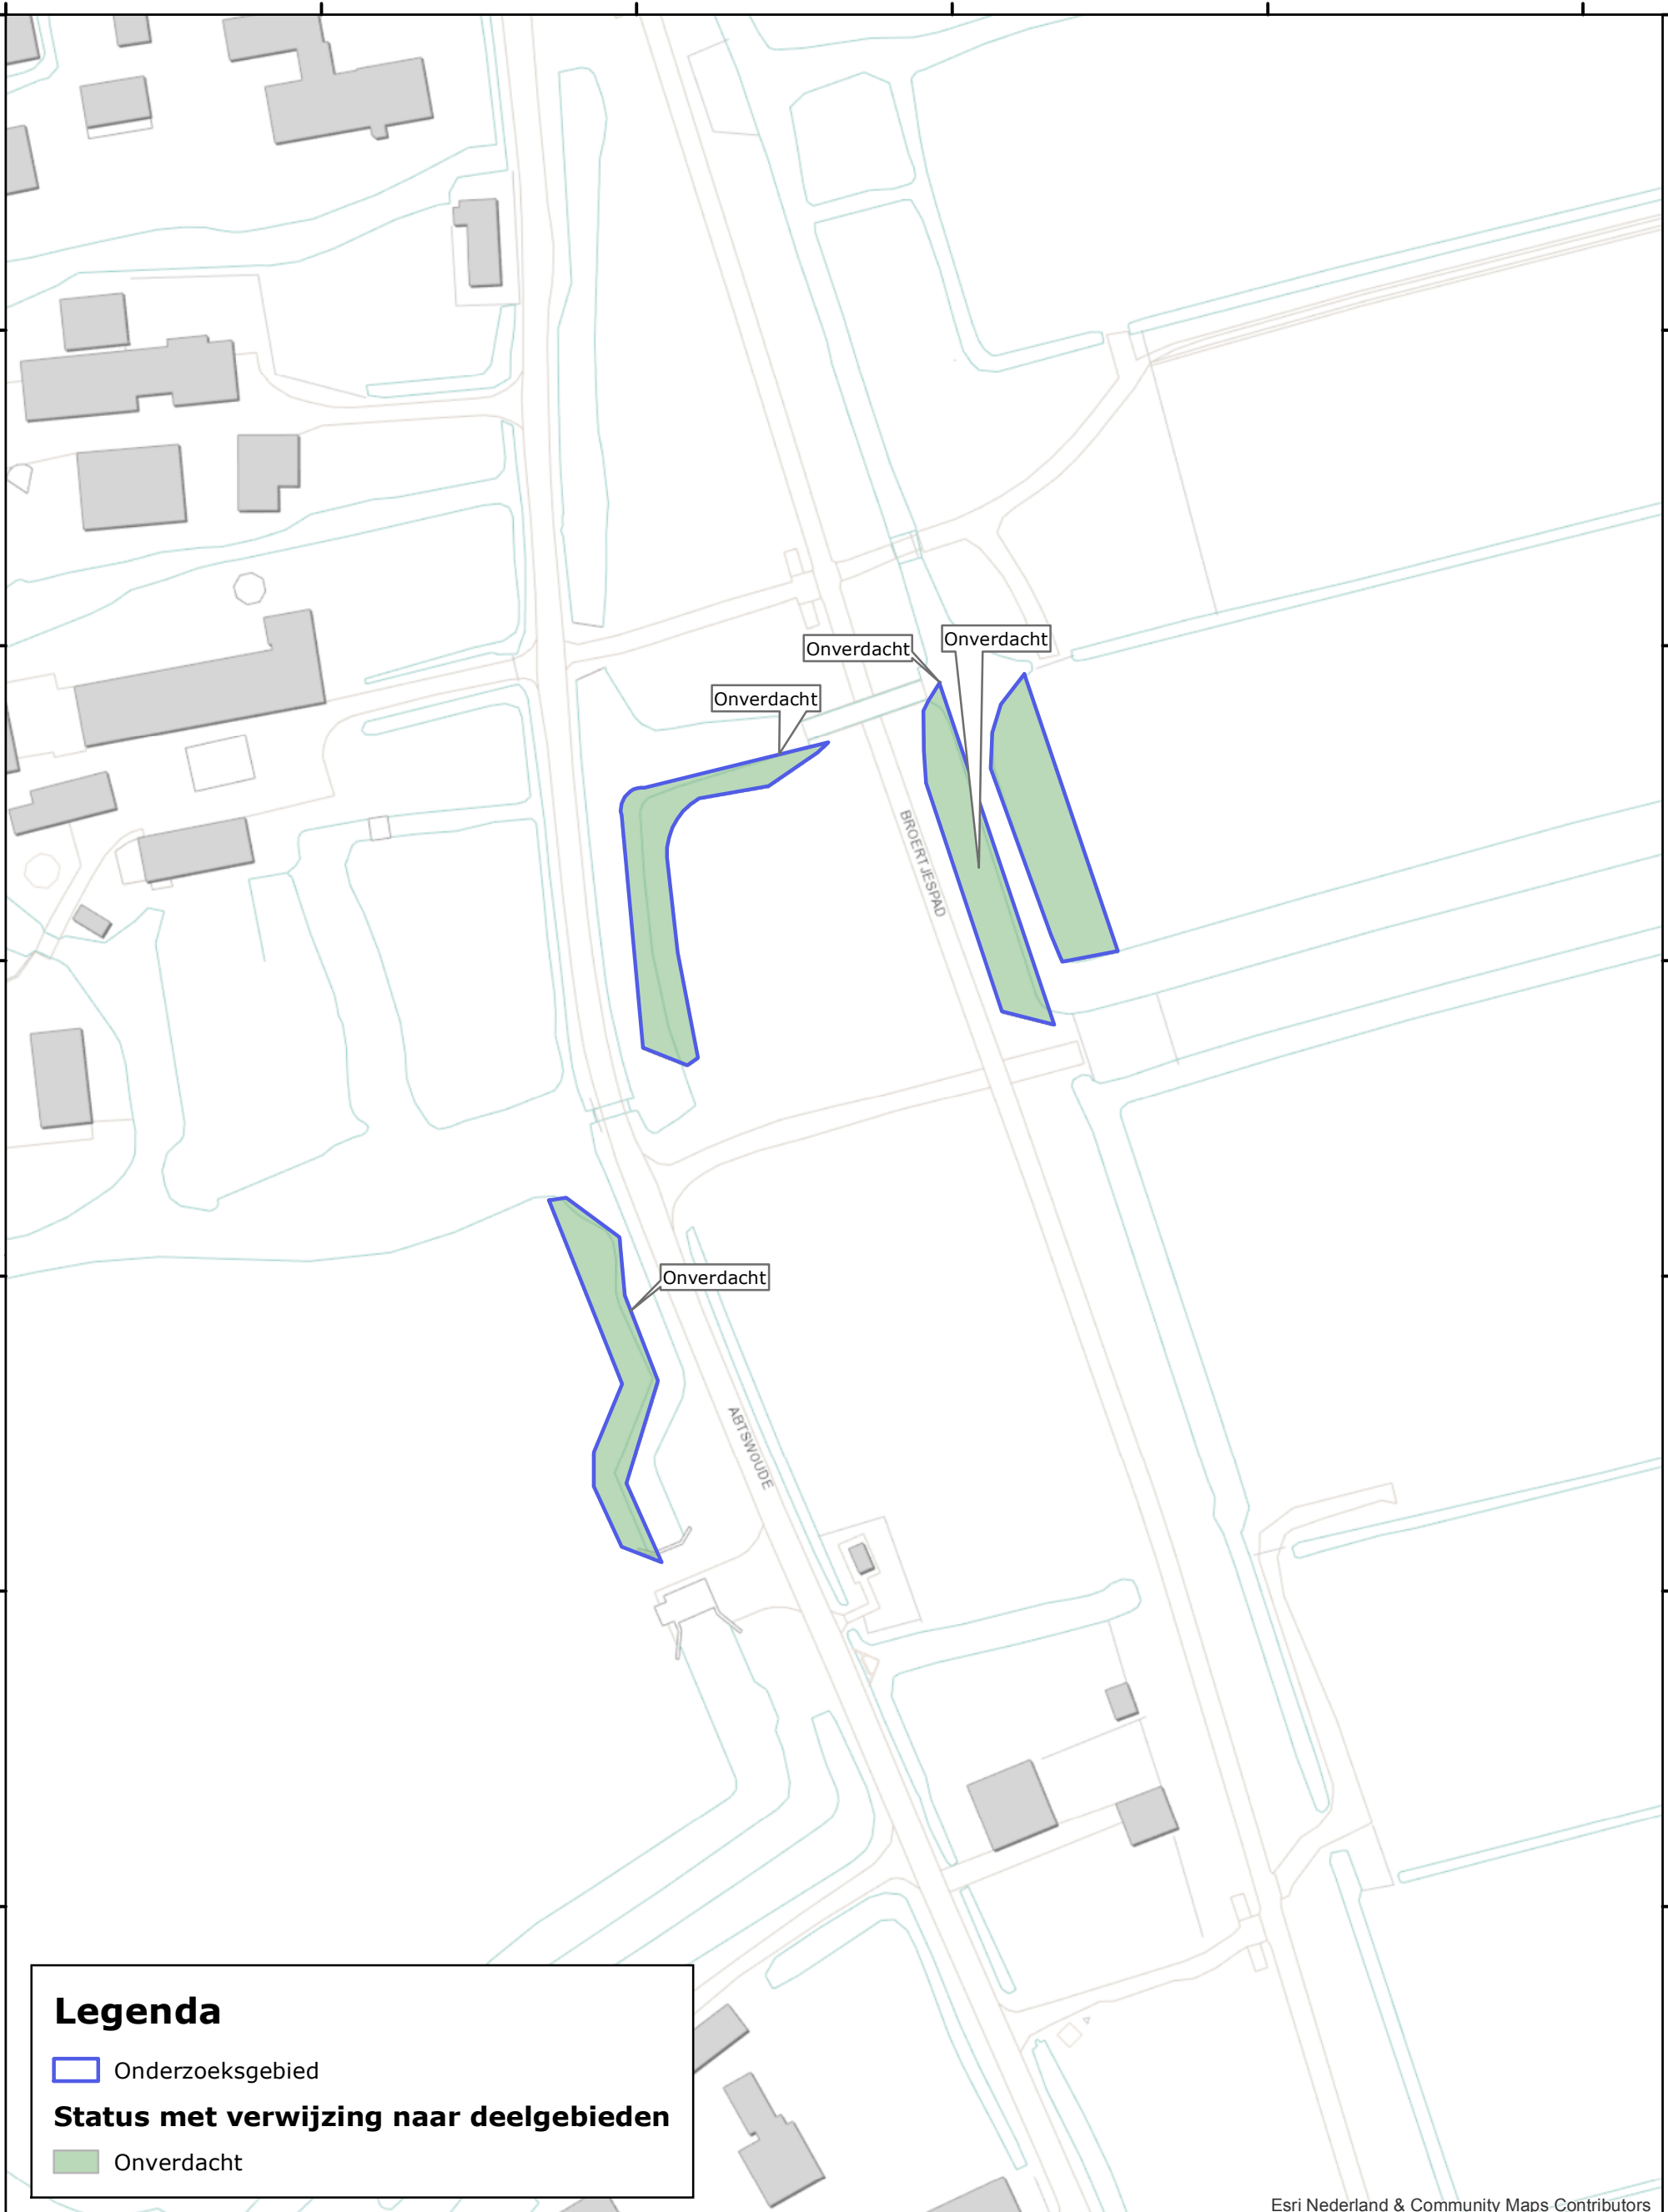 Onverdacht
Onverdacht
Onverdacht
BROERTJESPAD
Onverdacht
ABTSWOUDE
Legenda
Onderzoeksgebied
Status met verwijzing naar deelgebieden
Onverdacht
Esri Nederland & Community Maps Contributors